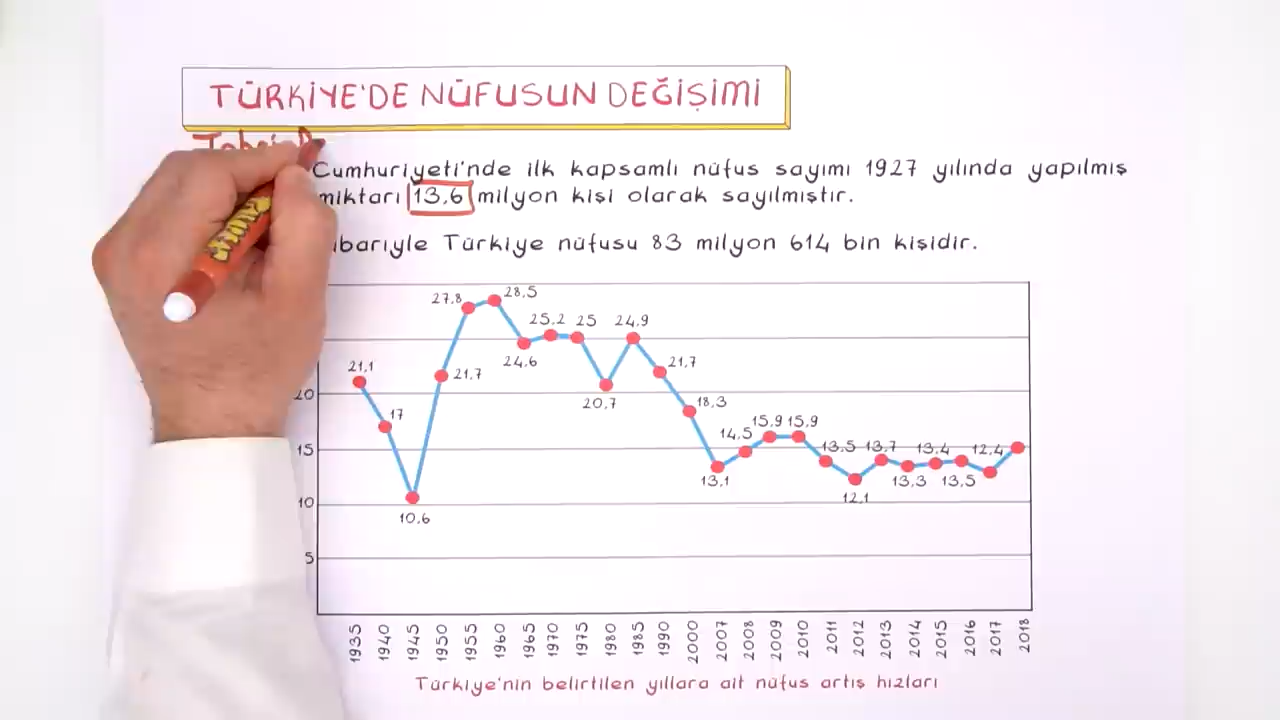 TÜRKİYE'DE NÜFUSUN DEĞİŞİMİ
Cumhuriyeti'nde ilk kapsamlı nüfus sayımı 1927 yılında yapılmış
miktarı 13,6 milyon kişi olarak sayılmıştır.
ibarıyle Türkiye nüfusu 83 milyon 614 bin kişidir.
27,8 28,5
25,2 25 24,9
21,1 21,7 24,6 21,7
20 17 20,7 18,3
14,5 15,9 15,9
15 13,5 13,7 13,4 12,4
13,1 13,3 13,5
10 10,6 12,1
5
1935 1940 1945 1950 1955 1960 1965 1970 1975 1980 1985 1990 2000 2007 2008 2009 2010 2011 2012 2013 2014 2015 2016 2017 2018
Türkiye'nin belirtilen yıllara ait nüfus artış hızları